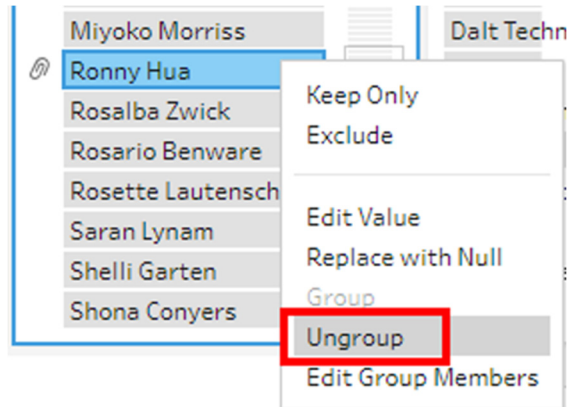 Miyoko Morriss
Dalt Techn
Ronny Hua
Rosalba Zwick
Rosario Benware
Rosette Lautensch
Saran Lynam
Shelli Garten
Shona Conyers
Keep Only
Exclude
Edit Value
Replace with Null
Group
Ungroup
Edit Group Members